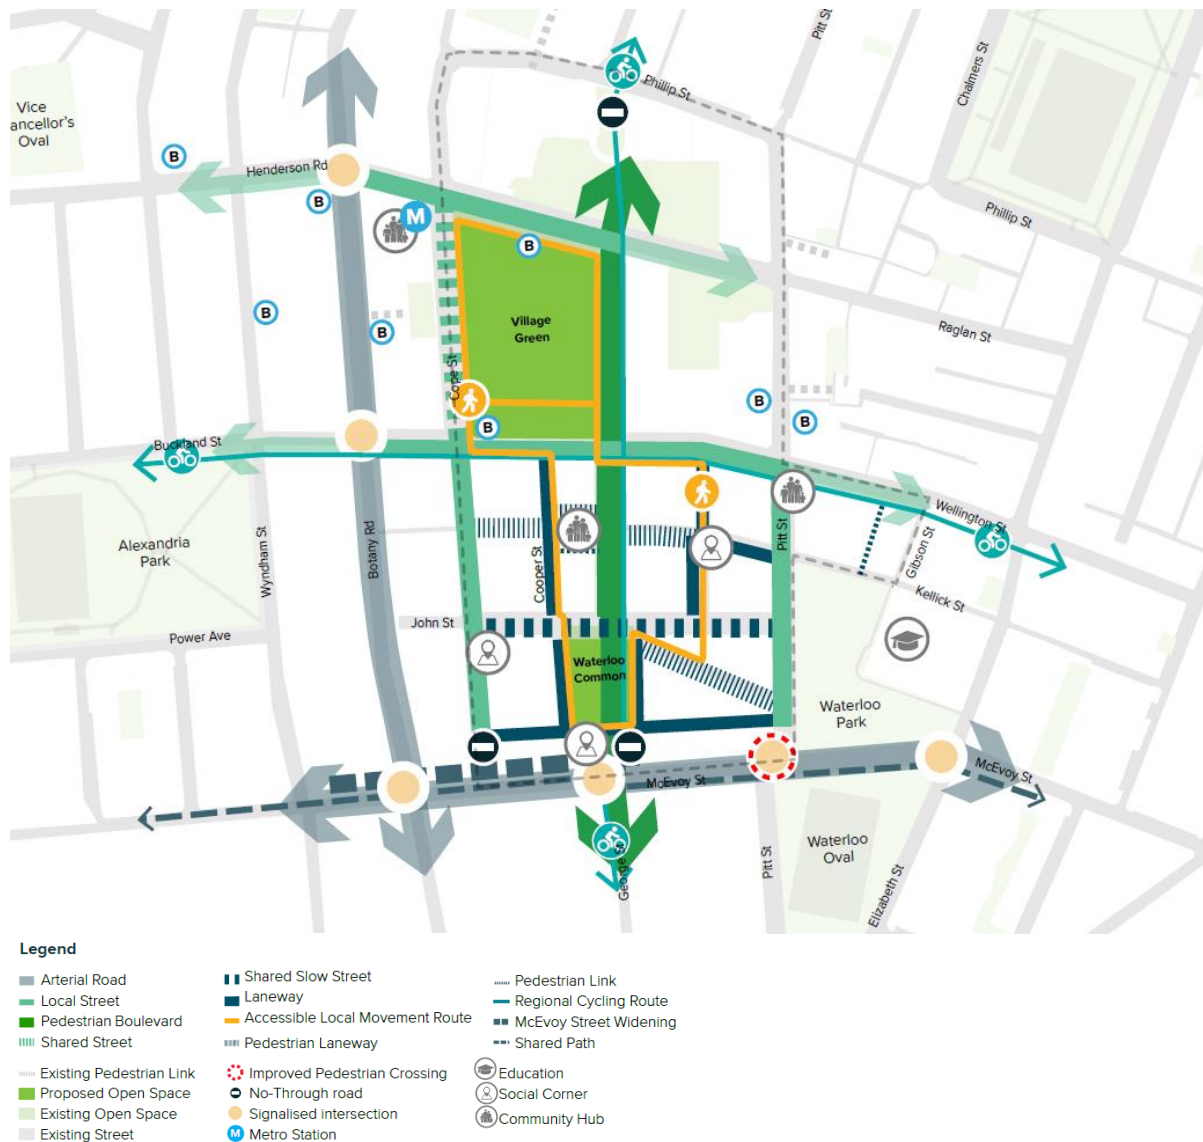 Pitt St
Phillip St
Chalmers St
Vice
ancellor's
Oval
B
Henderson Rd
B
M
Phillip St
B
B
Village
Green
B
Raglan St
Cope St
B
B
B
Buckland St
Wellington St
Pitt St
Alexandria
Park
Wyndham St
Botany Rd
Cooper St
Gibson St
Kellick St
John St
Power Ave
Waterloo
Common
Waterloo
Park
McEvoy St
McEvoy St
Waterloo
Oval
Pitt St
George St
Elizabeth St
Legend
Arterial Road
Local Street
Pedestrian Boulevard
Shared Street
Existing Pedestrian Link
Proposed Open Space
Existing Open Space
Existing Street
Shared Slow Street
Laneway
Accessible Local Movement Route
Pedestrian Laneway
Improved Pedestrian Crossing
No-Through road
Signalised intersection
M Metro Station
Pedestrian Link
Regional Cycling Route
McEvoy Street Widening
Shared Path
Education
Social Corner
Community Hub